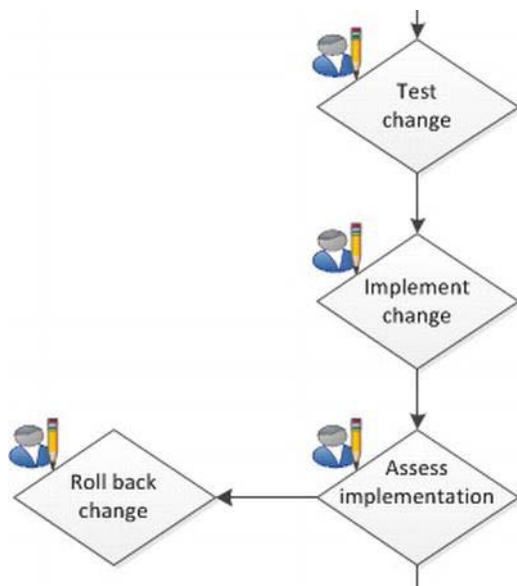 Test
change
Implement
change
Assess
implementation
Roll back
change